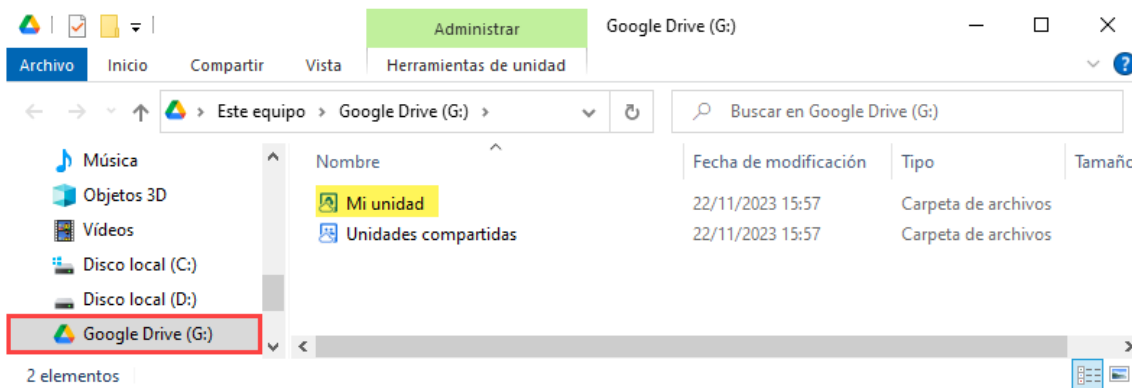 Administrar
Google Drive (G:)
Archivo Inicio Compartir Vista Herramientas de unidad
Este equipo > Google Drive (G:) >
Buscar en Google Drive (G:)
Música
Objetos 3D
Vídeos
Disco local (C:)
Disco local (D:)
Google Drive (G:)
Nombre Fecha de modificación Tipo Tamaño
Mi unidad 22/11/2023 15:57 Carpeta de archivos
Unidades compartidas 22/11/2023 15:57 Carpeta de archivos
2 elementos